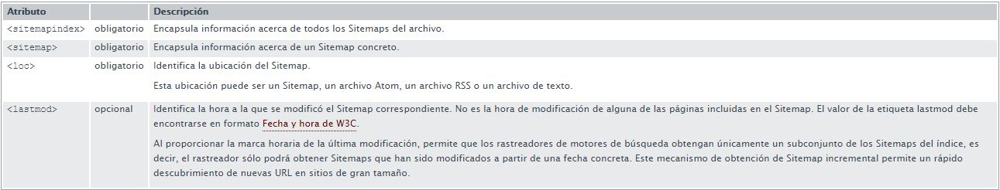 Atributo Descripción
<sitemapindex> obligatorio Encapsula información acerca de todos los Sitemaps del archivo.
<sitemap> obligatorio Encapsula información acerca de un Sitemap concreto.
<loc> obligatorio Identifica la ubicación del Sitemap.
Esta ubicación puede ser un Sitemap, un archivo Atom, un archivo RSS o un archivo de texto.
<lastmod> opcional Identifica la hora a la que se modificó el Sitemap correspondiente. No es la hora de modificación de alguna de las páginas incluidas en el Sitemap. El valor de la etiqueta lastmod debe
encontrarse en formato Fecha y hora de W3C.
Al proporcionar la marca horaria de la última modificación, permite que los rastreadores de motores de búsqueda obtengan únicamente un subconjunto de los Sitemaps del índice, es
decir, el rastreador sólo podrá obtener Sitemaps que han sido modificados a partir de una fecha concreta. Este mecanismo de obtención de Sitemap incremental permite un rápido
descubrimiento de nuevas URL en sitios de gran tamaño.